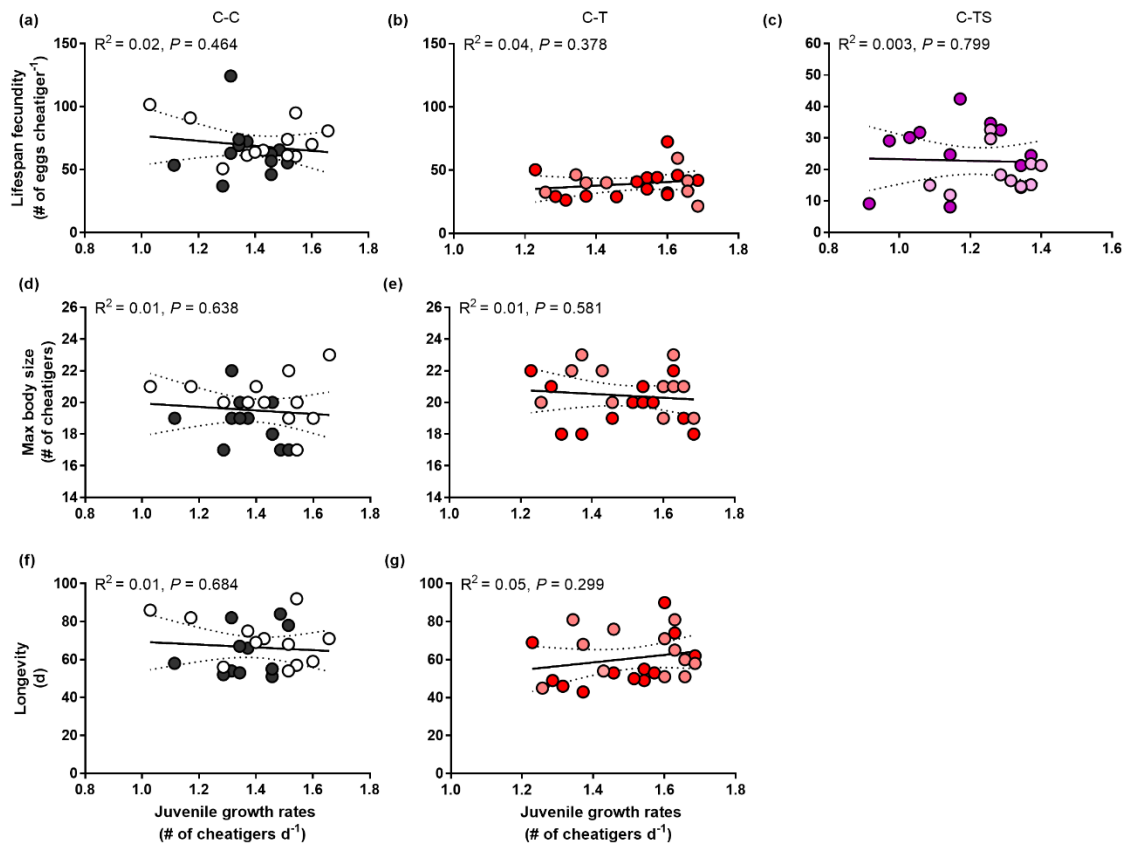 (a) C-C (b) C-T (c) C-TS
R² = 0.02, P = 0.464 R² = 0.04, P = 0.378 R² = 0.003, P = 0.799
Lifespan fecundity
(# of eggs cheatiger⁻¹)
150 100 50 0
0.8 1.0 1.2 1.4 1.6 1.8
150 100 50 0
1.0 1.2 1.4 1.6 1.8
60 50 40 30 20 10 0
0.8 1.0 1.2 1.4 1.6
(d) (e)
R² = 0.01, P = 0.638 R² = 0.01, P = 0.581
Max body size
(# of cheatigers)
26 24 22 20 18 16 14
0.8 1.0 1.2 1.4 1.6 1.8
26 24 22 20 18 16 14
1.0 1.2 1.4 1.6 1.8
(f) (g)
R² = 0.01, P = 0.684 R² = 0.05, P = 0.299
Longevity
(d)
100 80 60 40 20 0
0.8 1.0 1.2 1.4 1.6 1.8
100 80 60 40 20 0
1.0 1.2 1.4 1.6 1.8
Juvenile growth rates
(# of cheatigers d⁻¹)
Juvenile growth rates
(# of cheatigers d⁻¹)